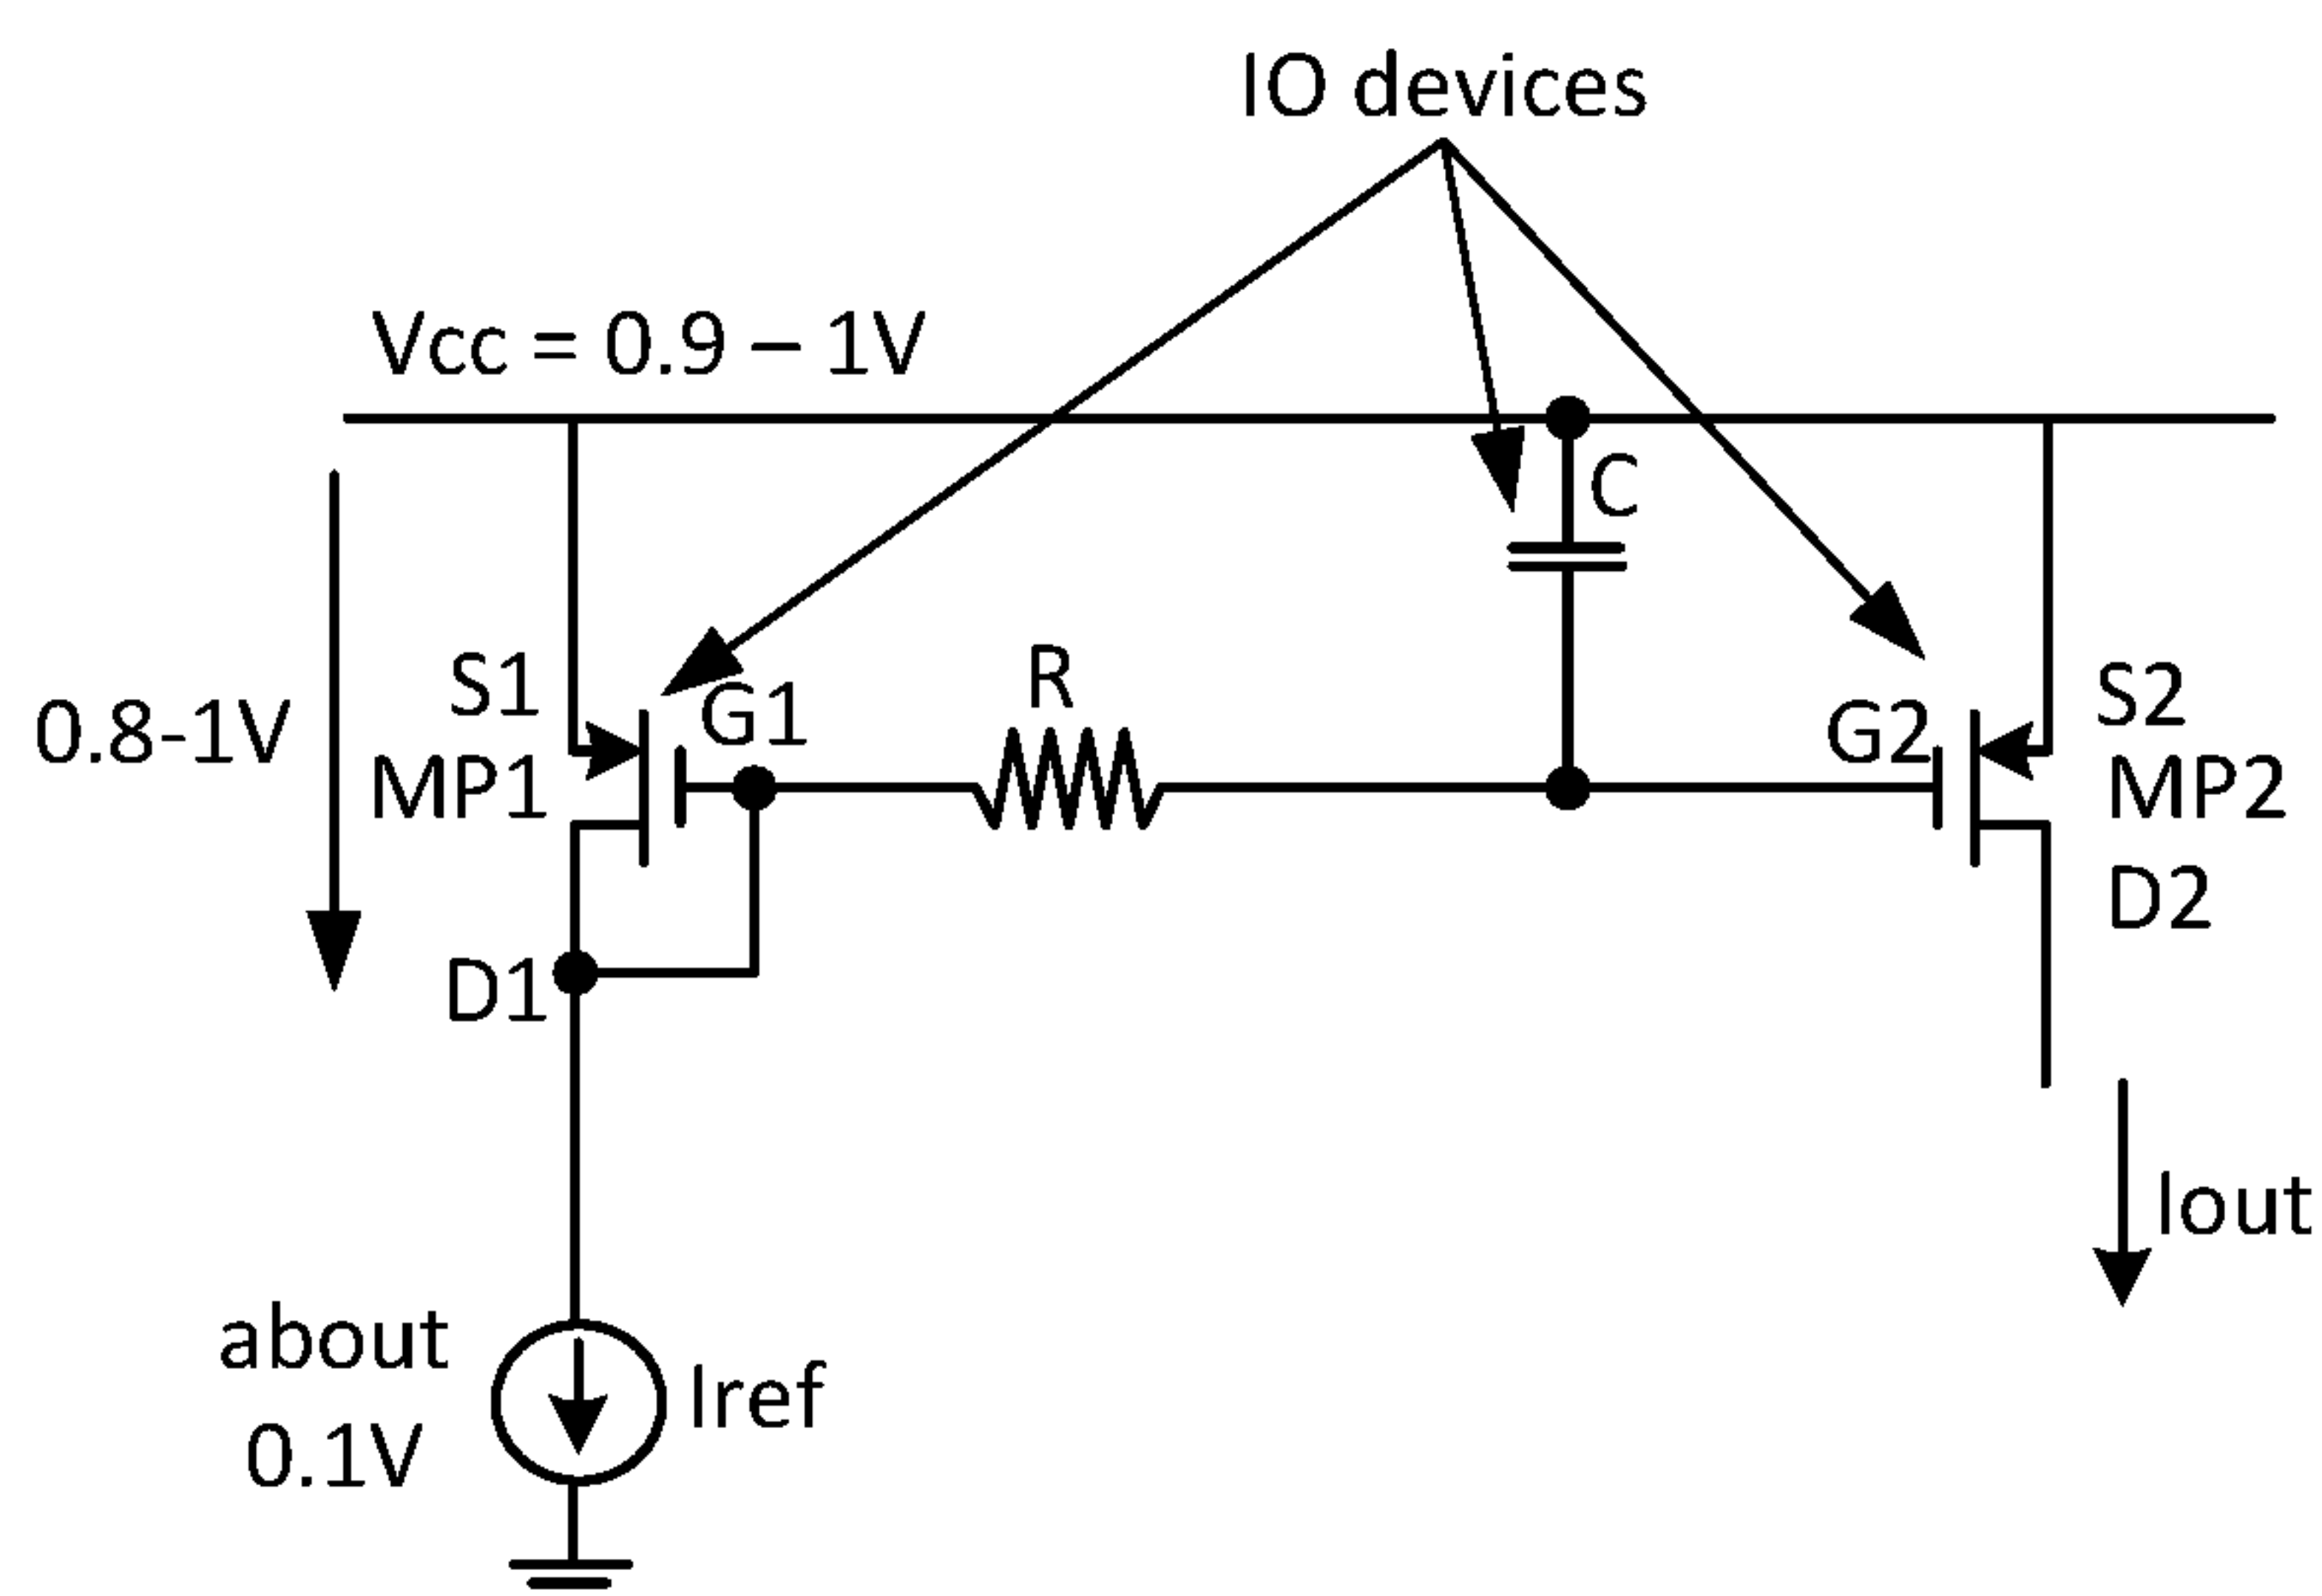 IO devices
Vcc = 0.9 – 1V
C
S1
G1
R
G2
S2
0.8-1V
MP1
MP2
D2
D1
Iout
about
0.1V
Iref